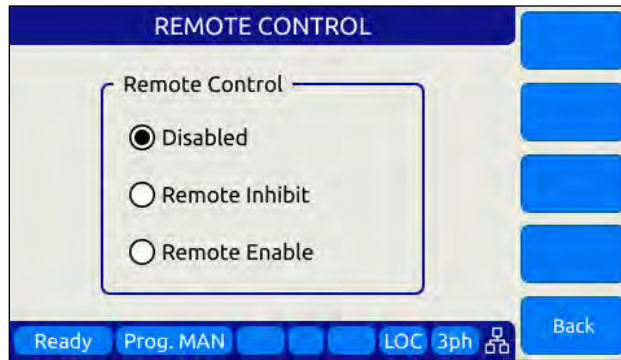 REMOTE CONTROL
Remote Control
Disabled
Remote Inhibit
Remote Enable
Back
Ready Prog. MAN LOC 3ph